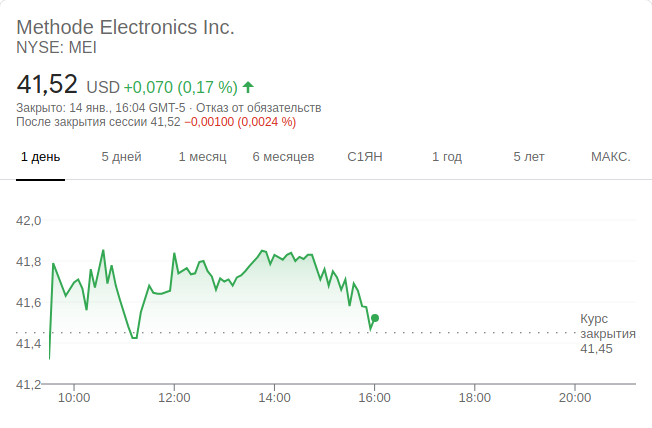 Methode Electronics Inc.
NYSE: MEI
41,52 USD +0,070 (0,17 %)
Закрыто: 14 янв., 16:04 GMT-5 · Отказ от обязательств
После закрытия сессии 41,52 −0,00100 (0,0024 %)
1 день 5 дней 1 месяц 6 месяцев С1ЯН 1 год 5 лет МАКС.
42,0
41,8
41,6
Курс
закрытия
41,45
41,4
41,2
10:00 12:00 14:00 16:00 18:00 20:00